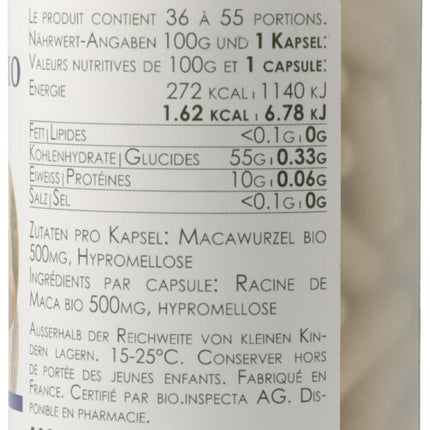 Le produit contient 36 à 55 portions.
Nährwert-Angaben 100g und 1 Kapsel:
Valeurs nutritives de 100g et 1 capsule:
Energie 272 kcal | 1140 kJ
1.62 kcal | 6.78 kJ
Fett | Lipides <0.1g | 0g
Kohlenhydrate | Glucides 55g | 0.33g
Eiweiss | Protéines 10g | 0.06g
Salz | Sel <0.1g | 0g
Zutaten pro Kapsel: Macawurzel bio
500mg, Hypromellose
Ingrédients par capsule: Racine de
Maca bio 500mg, hypromellose
Ausserhalb der Reichweite von kleinen Kin-
dern lagern. 15-25°C. Conserver hors
de portée des jeunes enfants. Fabriqué en
France. Certifié par bio.inspecta AG. Dis-
ponible en pharmacie.